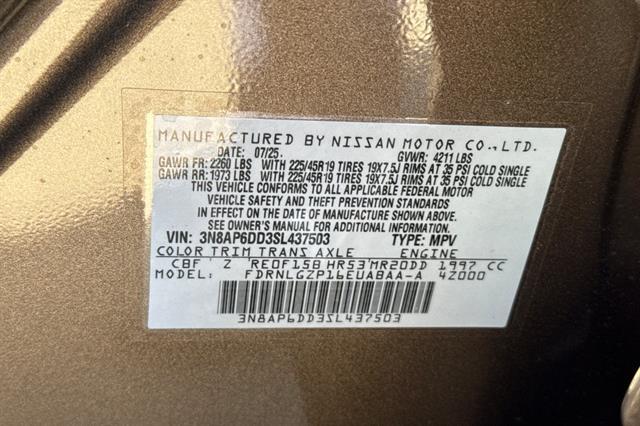 MANUFACTURED BY NISSAN MOTOR CO.,LTD.
DATE: 07/25. GVWR: 4211 LBS
GAWR FR: 2260 LBS WITH 225/45R19 TIRES 19X7.5J RIMS AT 35 PSI COLD SINGLE
GAWR RR: 1973 LBS WITH 225/45R19 TIRES 19X7.5J RIMS AT 35 PSI COLD SINGLE
THIS VEHICLE CONFORMS TO ALL APPLICABLE FEDERAL MOTOR
VEHICLE SAFETY AND THEFT PREVENTION STANDARDS
IN EFFECT ON THE DATE OF MANUFACTURE SHOWN ABOVE.
SEE OWNER'S MANUAL FOR ADDITIONAL INFORMATION.
VIN: 3N8AP6DD3SL437503 TYPE: MPV
COLOR TRIM TRANS AXLE ENGINE
CBF Z RE0F15B HR53 MR20DD 1997 CC
MODEL: FDRNLGZP16EUABAA-A 4Z000
3N8AP6DD3SL437503